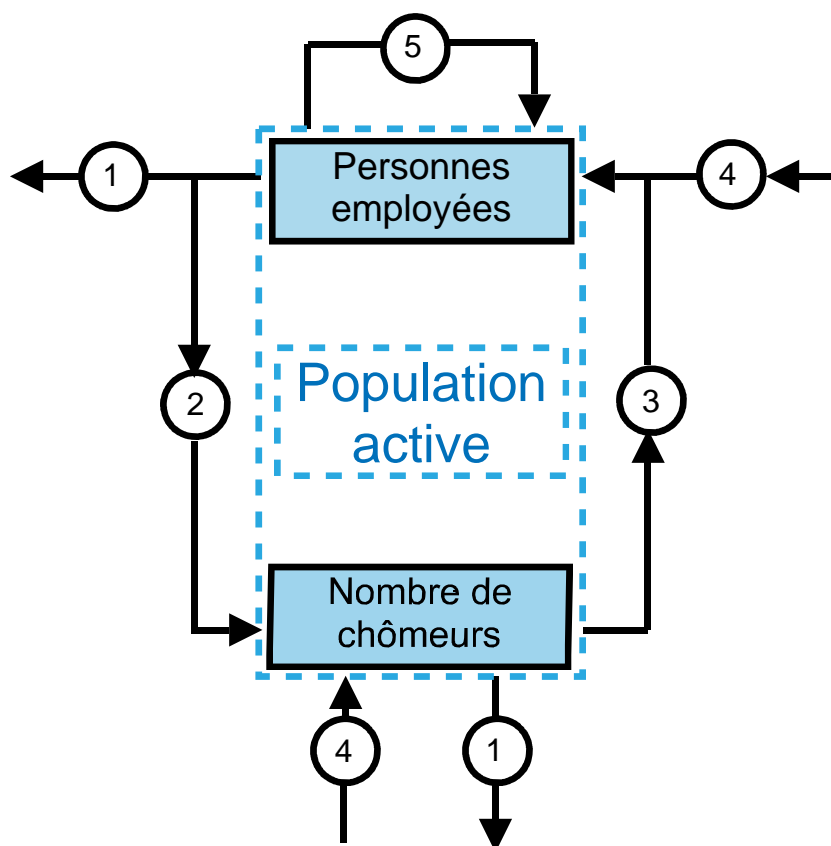 5
1
Personnes
employées
4
2
Population
active
3
Nombre de
chômeurs
4
1